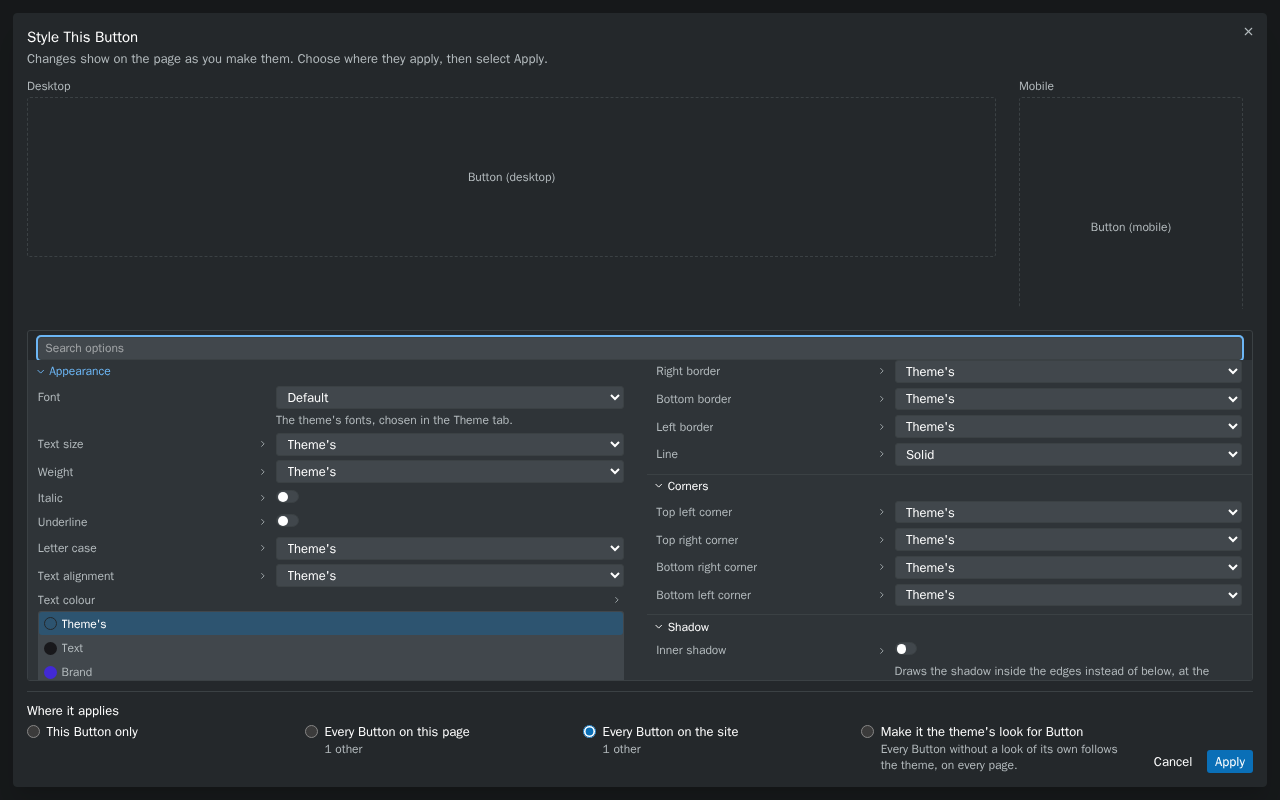 Style This Button
Changes show on the page as you make them. Choose where they apply, then select Apply.
Desktop
Mobile
Button (desktop)
Button (mobile)
Search options
Appearance
Font
Default
The theme's fonts, chosen in the Theme tab.
Text size
Theme's
Weight
Theme's
Italic
Underline
Letter case
Theme's
Text alignment
Theme's
Text colour
Theme's
Text
Brand
Right border
Theme's
Bottom border
Theme's
Left border
Theme's
Line
Solid
Corners
Top left corner
Theme's
Top right corner
Theme's
Bottom right corner
Theme's
Bottom left corner
Theme's
Shadow
Inner shadow
Draws the shadow inside the edges instead of below, at the
Where it applies
This Button only
Every Button on this page
1 other
Every Button on the site
1 other
Make it the theme's look for Button
Every Button without a look of its own follows
the theme, on every page.
Cancel
Apply